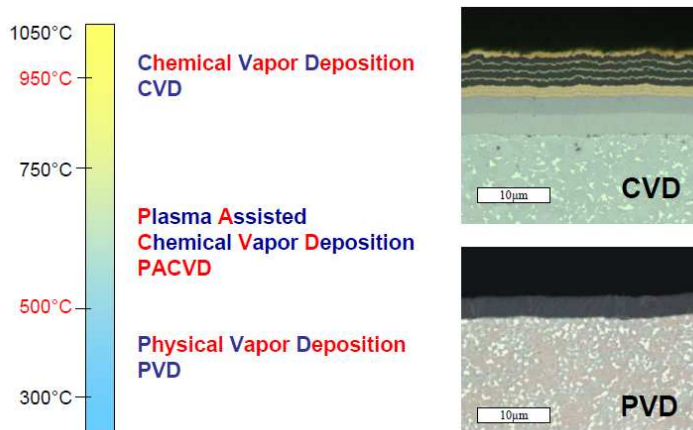 1050°C
950°C
750°C
500°C
300°C
Chemical Vapor Deposition
CVD
Plasma Assisted
Chemical Vapor Deposition
PACVD
Physical Vapor Deposition
PVD
10µm
CVD
10µm
PVD